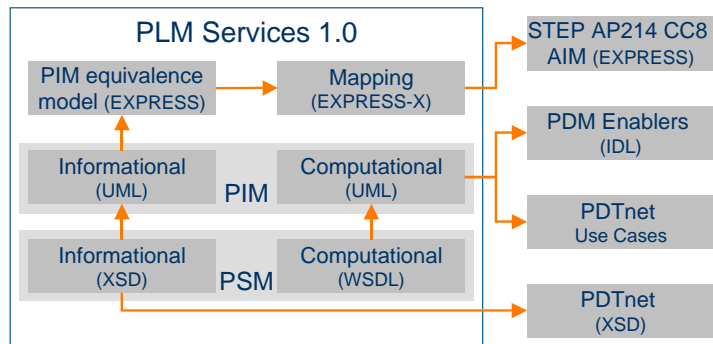 PLM Services 1.0
PIM equivalence
model (EXPRESS)
Mapping
(EXPRESS-X)
STEP AP214 CC8
AIM (EXPRESS)
Informational
(UML)
PIM
Computational
(UML)
PDM Enablers
(IDL)
PDTnet
Use Cases
Informational
(XSD)
PSM
Computational
(WSDL)
PDTnet
(XSD)